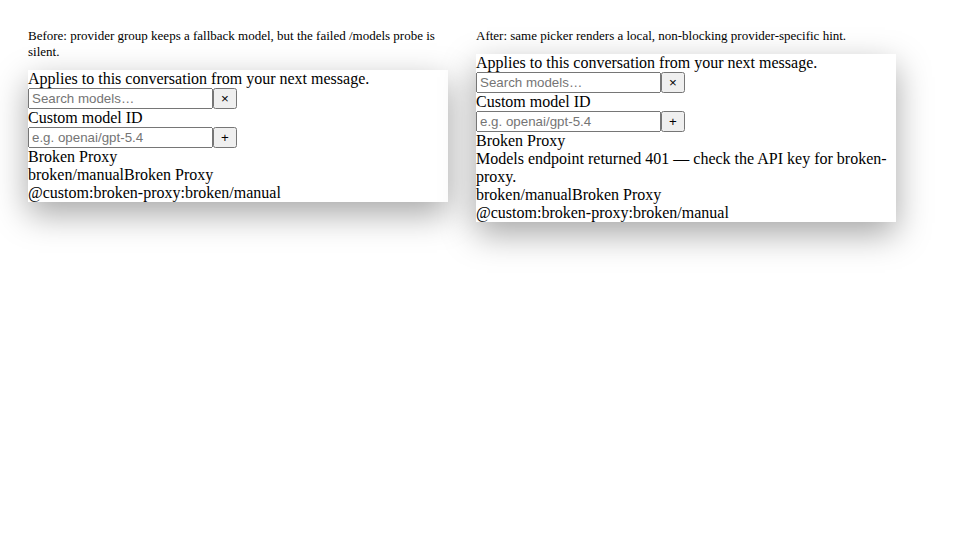 Before: provider group keeps a fallback model, but the failed /models probe is
silent.
Applies to this conversation from your next message.
Search models…
×
Custom model ID
e.g. openai/gpt-5.4
+
Broken Proxy
broken/manualBroken Proxy
@custom:broken-proxy:broken/manual
After: same picker renders a local, non-blocking provider-specific hint.
Applies to this conversation from your next message.
Search models…
×
Custom model ID
e.g. openai/gpt-5.4
+
Broken Proxy
Models endpoint returned 401 — check the API key for broken-
proxy.
broken/manualBroken Proxy
@custom:broken-proxy:broken/manual